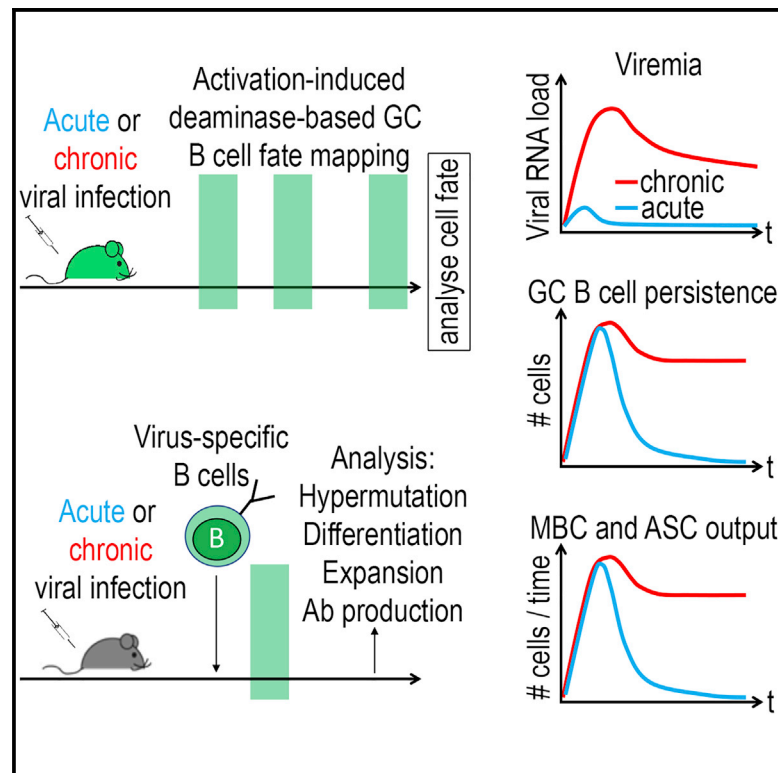 Activation-induced
deaminase-based GC
B cell fate mapping
Acute or
chronic
viral infection
analyse cell fate
Virus-specific
B cells
B
Acute or
chronic
viral infection
Analysis:
Hypermutation
Differentiation
Expansion
Ab production
Viremia
Viral RNA load
chronic
acute
t
GC B cell persistence
# cells
t
MBC and ASC output
# cells / time
t